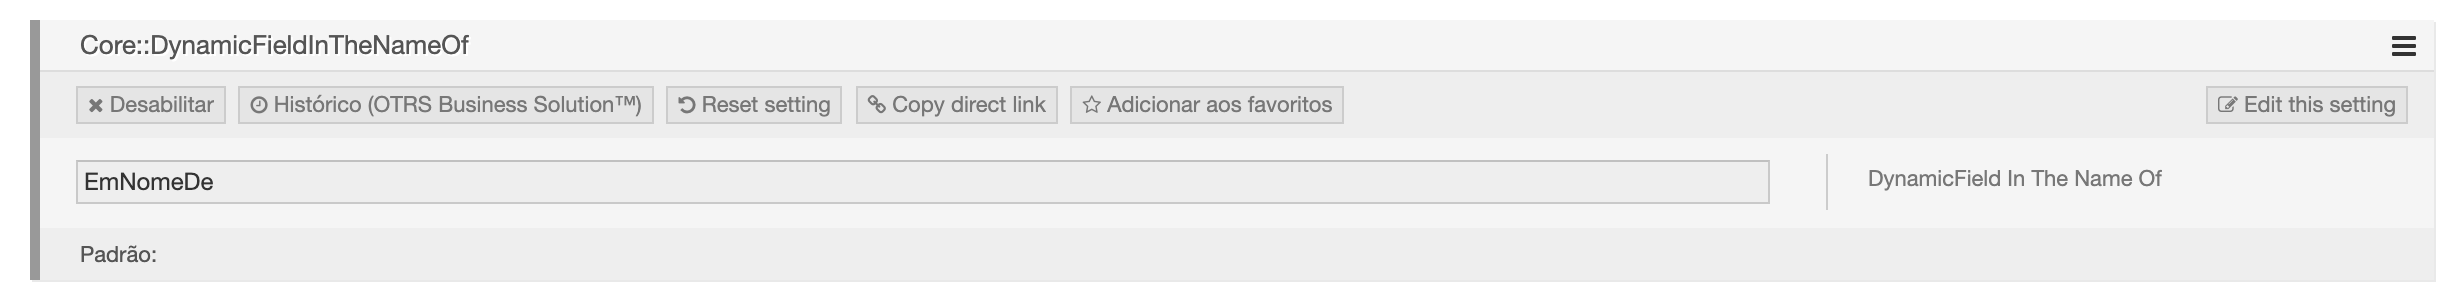 Core::DynamicFieldInTheNameOf
Desabilitar Histórico (OTRS Business Solution™) Reset setting Copy direct link Adicionar aos favoritos Edit this setting
EmNomeDe DynamicField In The Name Of
Padrão: